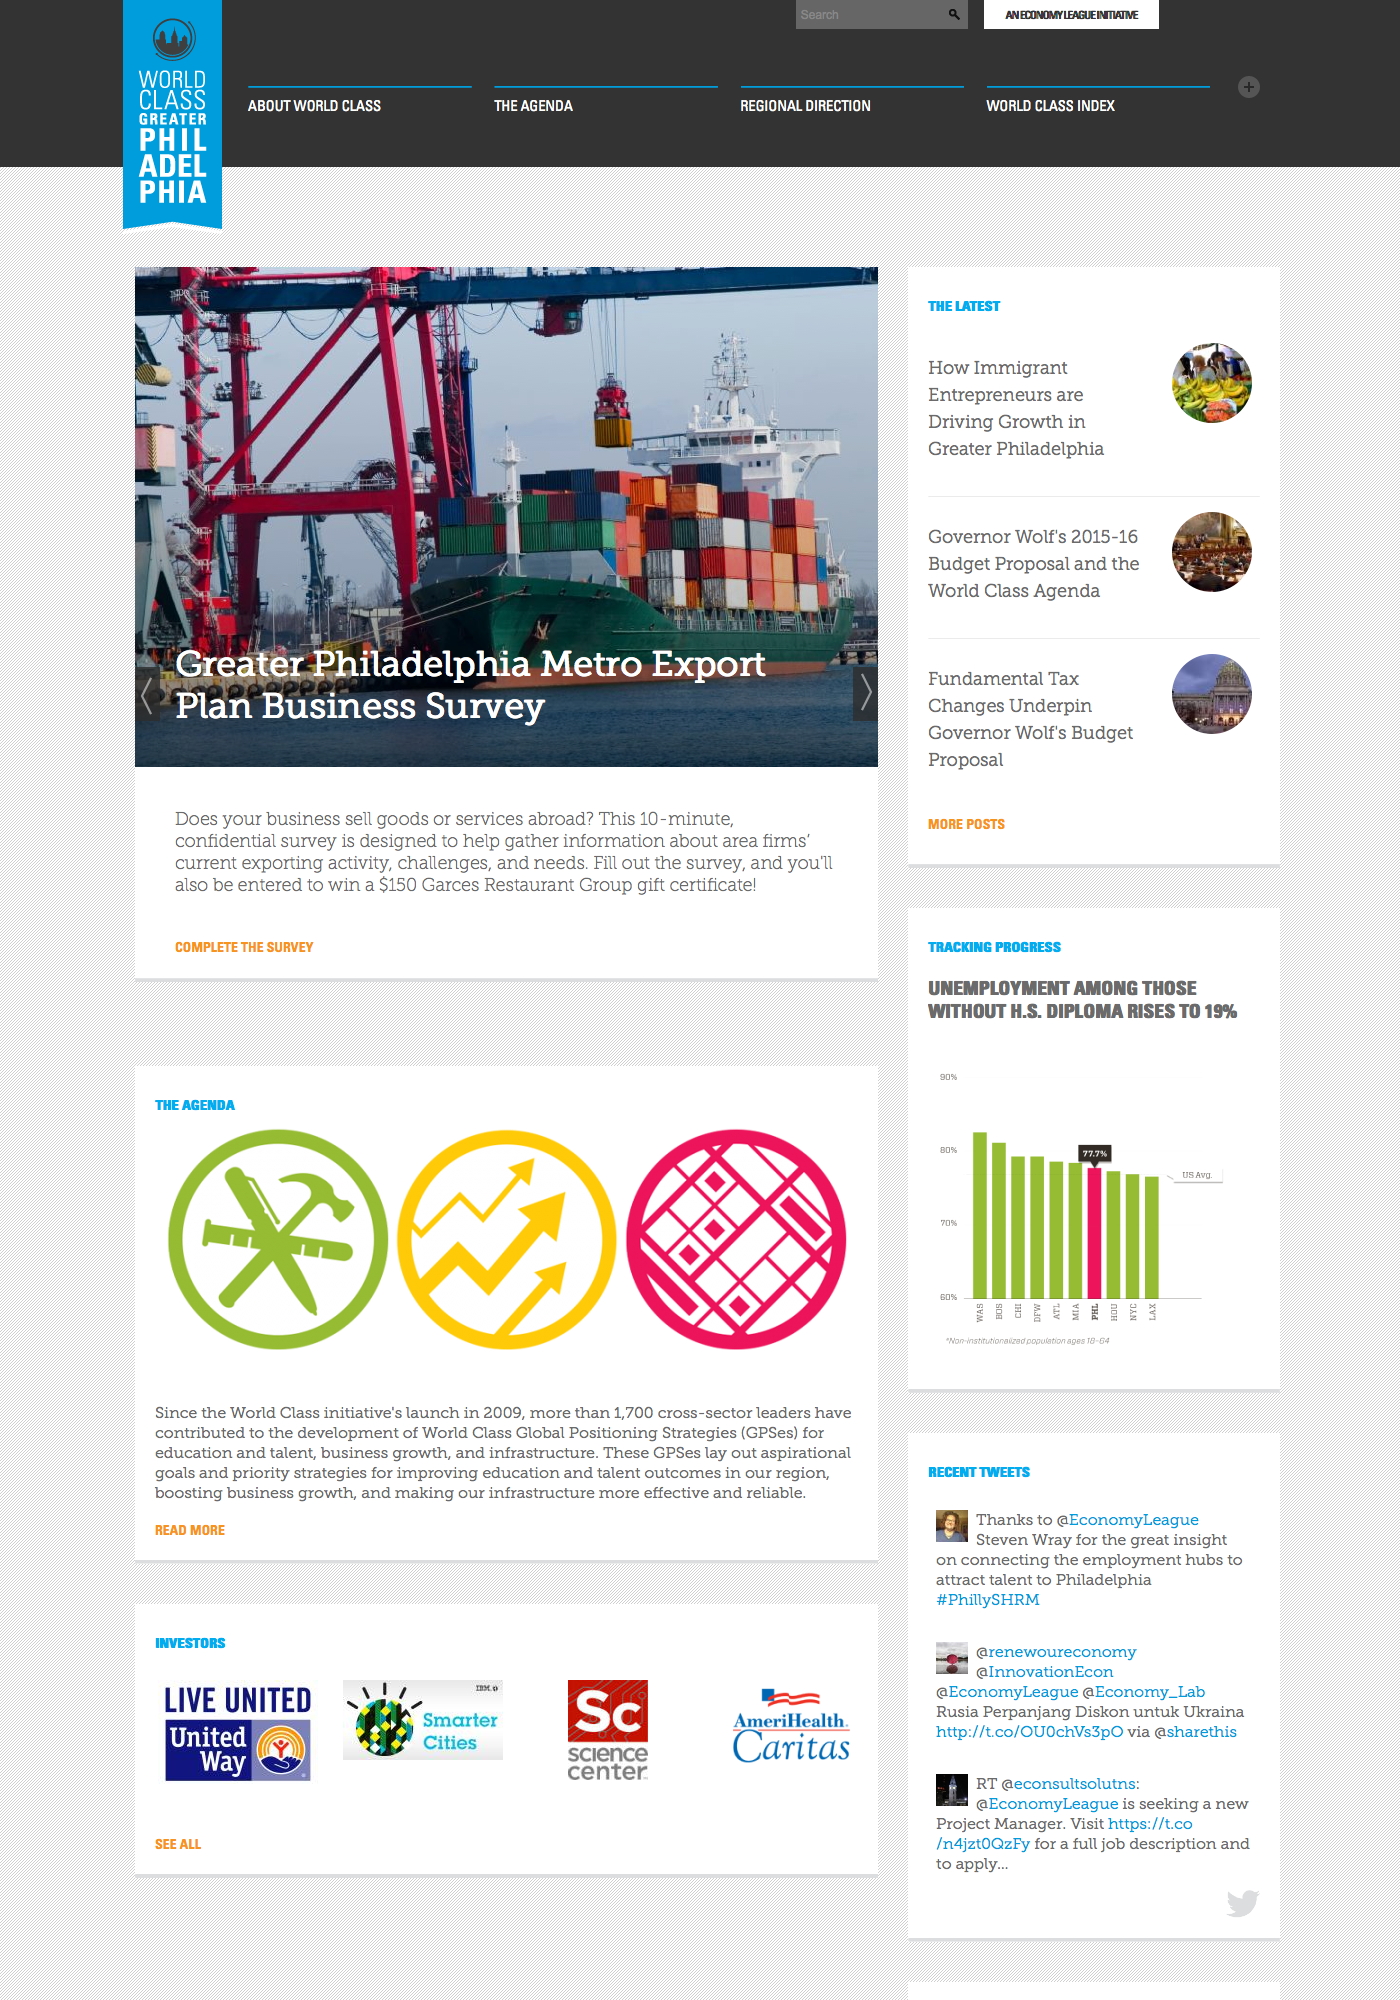 Search
AN ECONOMY LEAGUE INITIATIVE
WORLD
CLASS
GREATER
PHIL
ADEL
PHIA
ABOUT WORLD CLASS
THE AGENDA
REGIONAL DIRECTION
WORLD CLASS INDEX
Greater Philadelphia Metro Export
Plan Business Survey
Does your business sell goods or services abroad? This 10-minute,
confidential survey is designed to help gather information about area firms’
current exporting activity, challenges, and needs. Fill out the survey, and you'll
also be entered to win a $150 Garces Restaurant Group gift certificate!
COMPLETE THE SURVEY
THE AGENDA
Since the World Class initiative's launch in 2009, more than 1,700 cross-sector leaders have
contributed to the development of World Class Global Positioning Strategies (GPSes) for
education and talent, business growth, and infrastructure. These GPSes lay out aspirational
goals and priority strategies for improving education and talent outcomes in our region,
boosting business growth, and making our infrastructure more effective and reliable.
READ MORE
INVESTORS
LIVE UNITED
United
Way
IBM.
Smarter
Cities
Sc
science
center
AmeriHealth
Caritas
SEE ALL
THE LATEST
How Immigrant
Entrepreneurs are
Driving Growth in
Greater Philadelphia
Governor Wolf's 2015-16
Budget Proposal and the
World Class Agenda
Fundamental Tax
Changes Underpin
Governor Wolf's Budget
Proposal
MORE POSTS
TRACKING PROGRESS
UNEMPLOYMENT AMONG THOSE
WITHOUT H.S. DIPLOMA RISES TO 19%
90%
80%
77.7%
US Avg.
70%
60%
WAS
BOS
CHI
DFW
ATL
MIA
PHL
HOU
NYC
LAX
*Non-institutionalized population ages 18-64
RECENT TWEETS
Thanks to @EconomyLeague
Steven Wray for the great insight
on connecting the employment hubs to
attract talent to Philadelphia
#PhillySHRM
@renewoureconomy
@InnovationEcon
@EconomyLeague @Economy_Lab
Rusia Perpanjang Diskon untuk Ukraina
http://t.co/OU0chVs3pO via @sharethis
RT @econsultsolutns:
@EconomyLeague is seeking a new
Project Manager. Visit https://t.co
/n4jzt0QzFy for a full job description and
to apply...